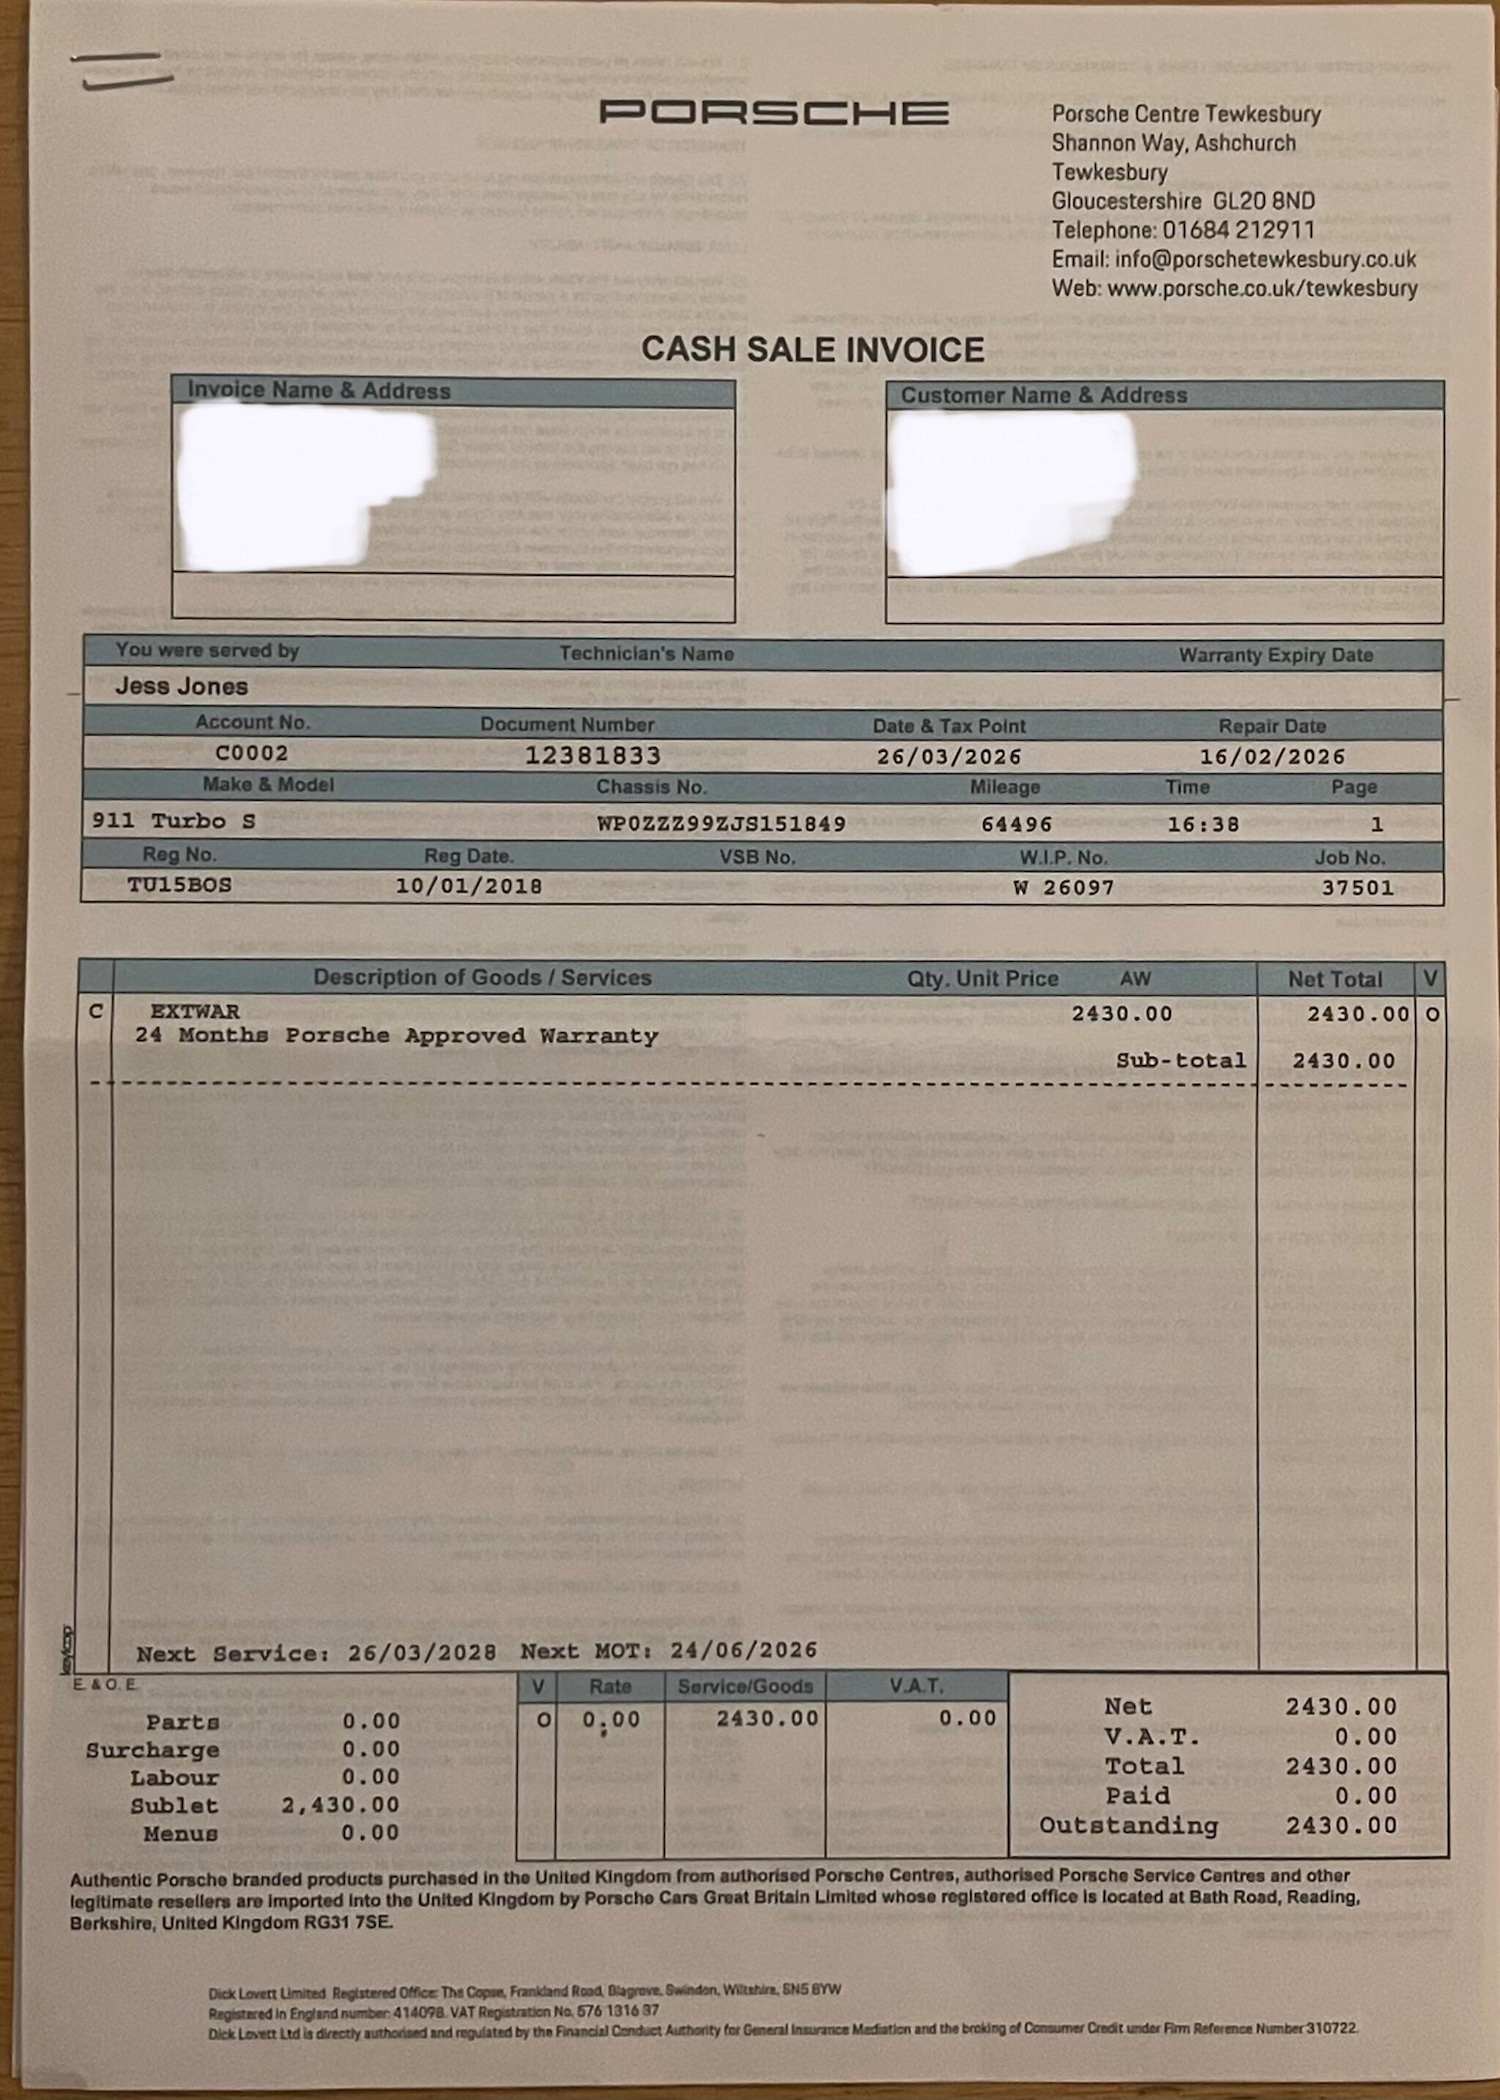 PORSCHE
Porsche Centre Tewkesbury
Shannon Way, Ashchurch
Tewkesbury
Gloucestershire GL20 8ND
Telephone: 01684 212911
Email: info@porschetewkesbury.co.uk
Web: www.porsche.co.uk/tewkesbury
CASH SALE INVOICE
Invoice Name & Address
Customer Name & Address
You were served by Technician's Name Warranty Expiry Date
Jess Jones
Account No. Document Number Date & Tax Point Repair Date
C0002 12381833 26/03/2026 16/02/2026
Make & Model Chassis No. Mileage Time Page
911 Turbo S WP0ZZZ99ZJS151849 64496 16:38 1
Reg No. Reg Date. VSB No. W.I.P. No. Job No.
TU15BOS 10/01/2018 W 26097 37501
Description of Goods / Services Qty. Unit Price AW Net Total V
C EXTWAR 2430.00 2430.00 O
24 Months Porsche Approved Warranty
Sub-total 2430.00
Next Service: 26/03/2028 Next MOT: 24/06/2026
keyloop
E. & O. E.
V Rate Service/Goods V.A.T.
O 0.00 2430.00 0.00
Parts 0.00
Surcharge 0.00
Labour 0.00
Sublet 2,430.00
Menus 0.00
Net 2430.00
V.A.T. 0.00
Total 2430.00
Paid 0.00
Outstanding 2430.00
Authentic Porsche branded products purchased in the United Kingdom from authorised Porsche Centres, authorised Porsche Service Centres and other
legitimate resellers are imported into the United Kingdom by Porsche Cars Great Britain Limited whose registered office is located at Bath Road, Reading,
Berkshire, United Kingdom RG31 7SE.
Dick Lovett Limited Registered Office: The Copse, Frankland Road, Blagrove, Swindon, Wiltshire, SN5 8YW
Registered in England number: 414098. VAT Registration No. 576 1316 37
Dick Lovett Ltd is directly authorised and regulated by the Financial Conduct Authority for General Insurance Mediation and the broking of Consumer Credit under Firm Reference Number 310722.